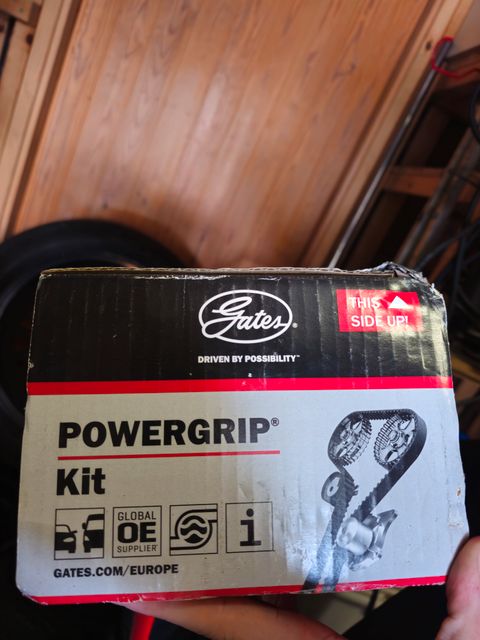 Gates®
DRIVEN BY POSSIBILITY™
THIS
SIDE UP!
POWERGRIP®
Kit
GLOBAL
OE
SUPPLIER
i
GATES.COM/EUROPE